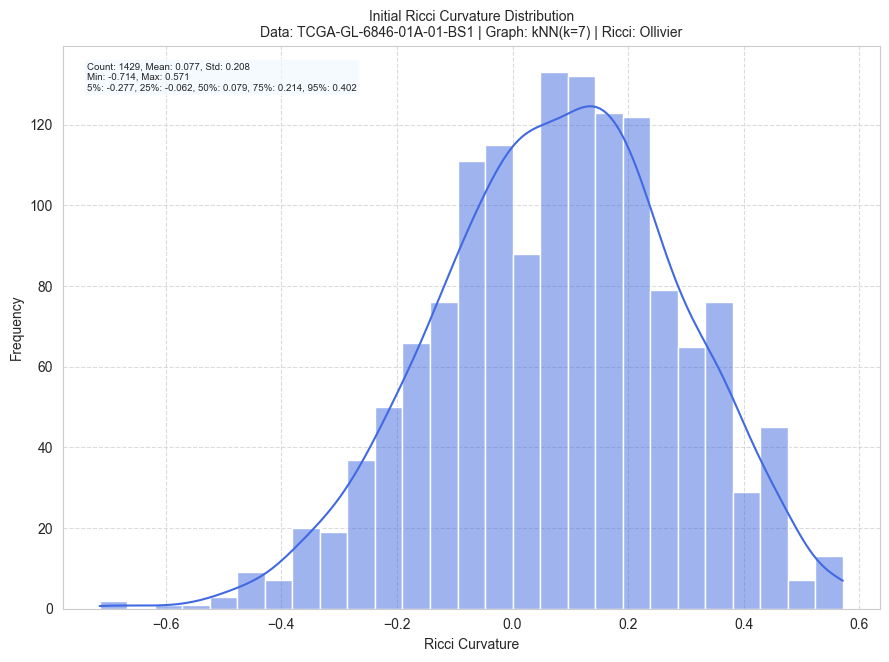 Initial Ricci Curvature Distribution
Data: TCGA-GL-6846-01A-01-BS1 | Graph: kNN(k=7) | Ricci: Ollivier
Count: 1429, Mean: 0.077, Std: 0.208
Min: -0.714, Max: 0.571
5%: -0.277, 25%: -0.062, 50%: 0.079, 75%: 0.214, 95%: 0.402
120
100
80
60
40
20
0
Frequency
−0.6 −0.4 −0.2 0.0 0.2 0.4 0.6
Ricci Curvature